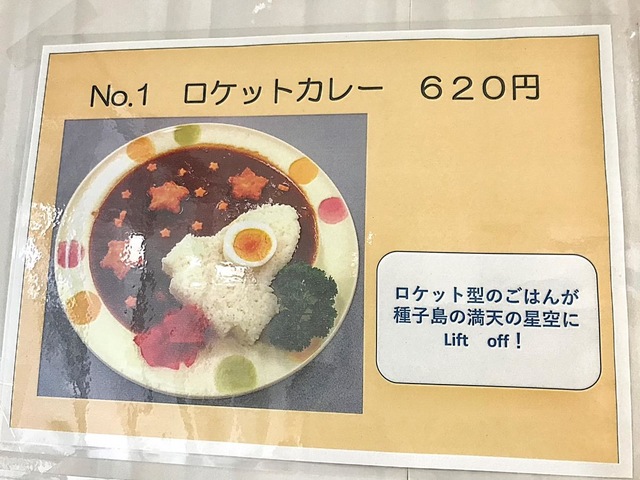 No.1　ロケットカレー　６２０円
ロケット型のごはんが
種子島の満天の星空に
Lift　off！